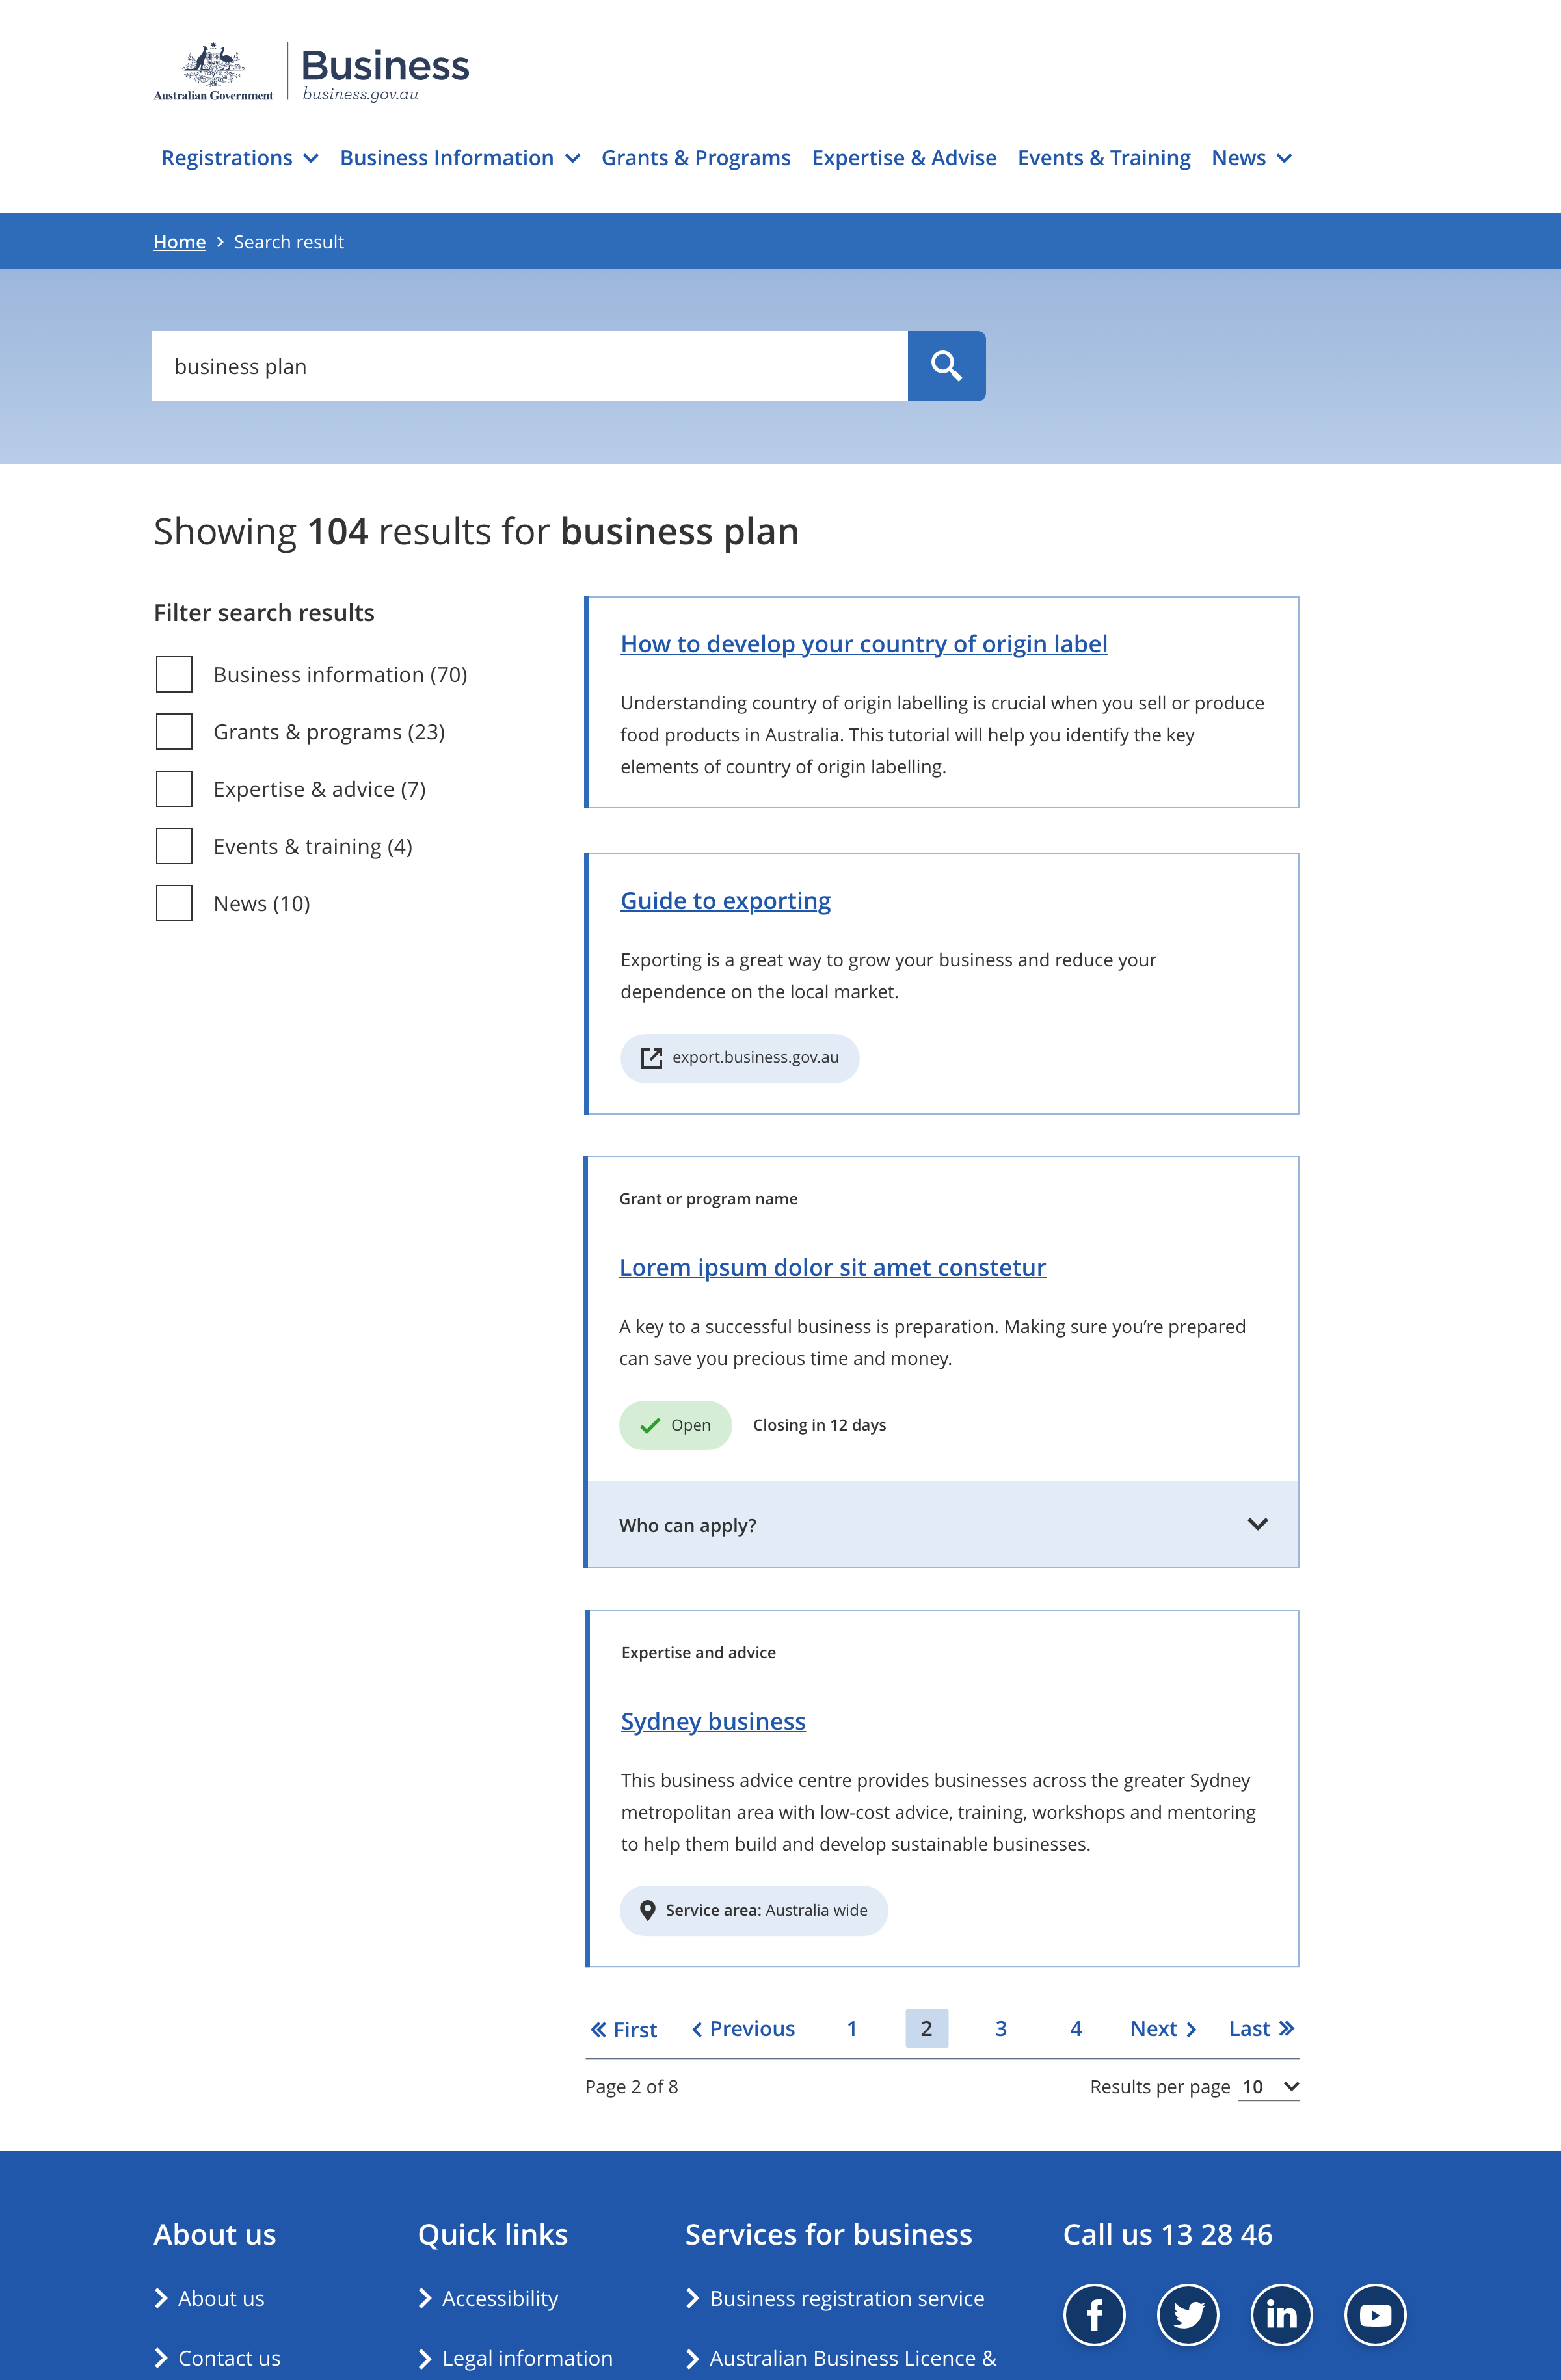 Australian Government
Business
business.gov.au
Registrations Business Information Grants & Programs Expertise & Advise Events & Training News
Home Search result
business plan
Showing 104 results for business plan
Filter search results
Business information (70)
Grants & programs (23)
Expertise & advice (7)
Events & training (4)
News (10)
How to develop your country of origin label
Understanding country of origin labelling is crucial when you sell or produce
food products in Australia. This tutorial will help you identify the key
elements of country of origin labelling.
Guide to exporting
Exporting is a great way to grow your business and reduce your
dependence on the local market.
export.business.gov.au
Grant or program name
Lorem ipsum dolor sit amet constetur
A key to a successful business is preparation. Making sure you’re prepared
can save you precious time and money.
Open Closing in 12 days
Who can apply?
Expertise and advice
Sydney business
This business advice centre provides businesses across the greater Sydney
metropolitan area with low-cost advice, training, workshops and mentoring
to help them build and develop sustainable businesses.
Service area: Australia wide
First Previous 1 2 3 4 Next Last
Page 2 of 8 Results per page 10
About us
About us
Contact us
Quick links
Accessibility
Legal information
Services for business
Business registration service
Australian Business Licence &
Call us 13 28 46